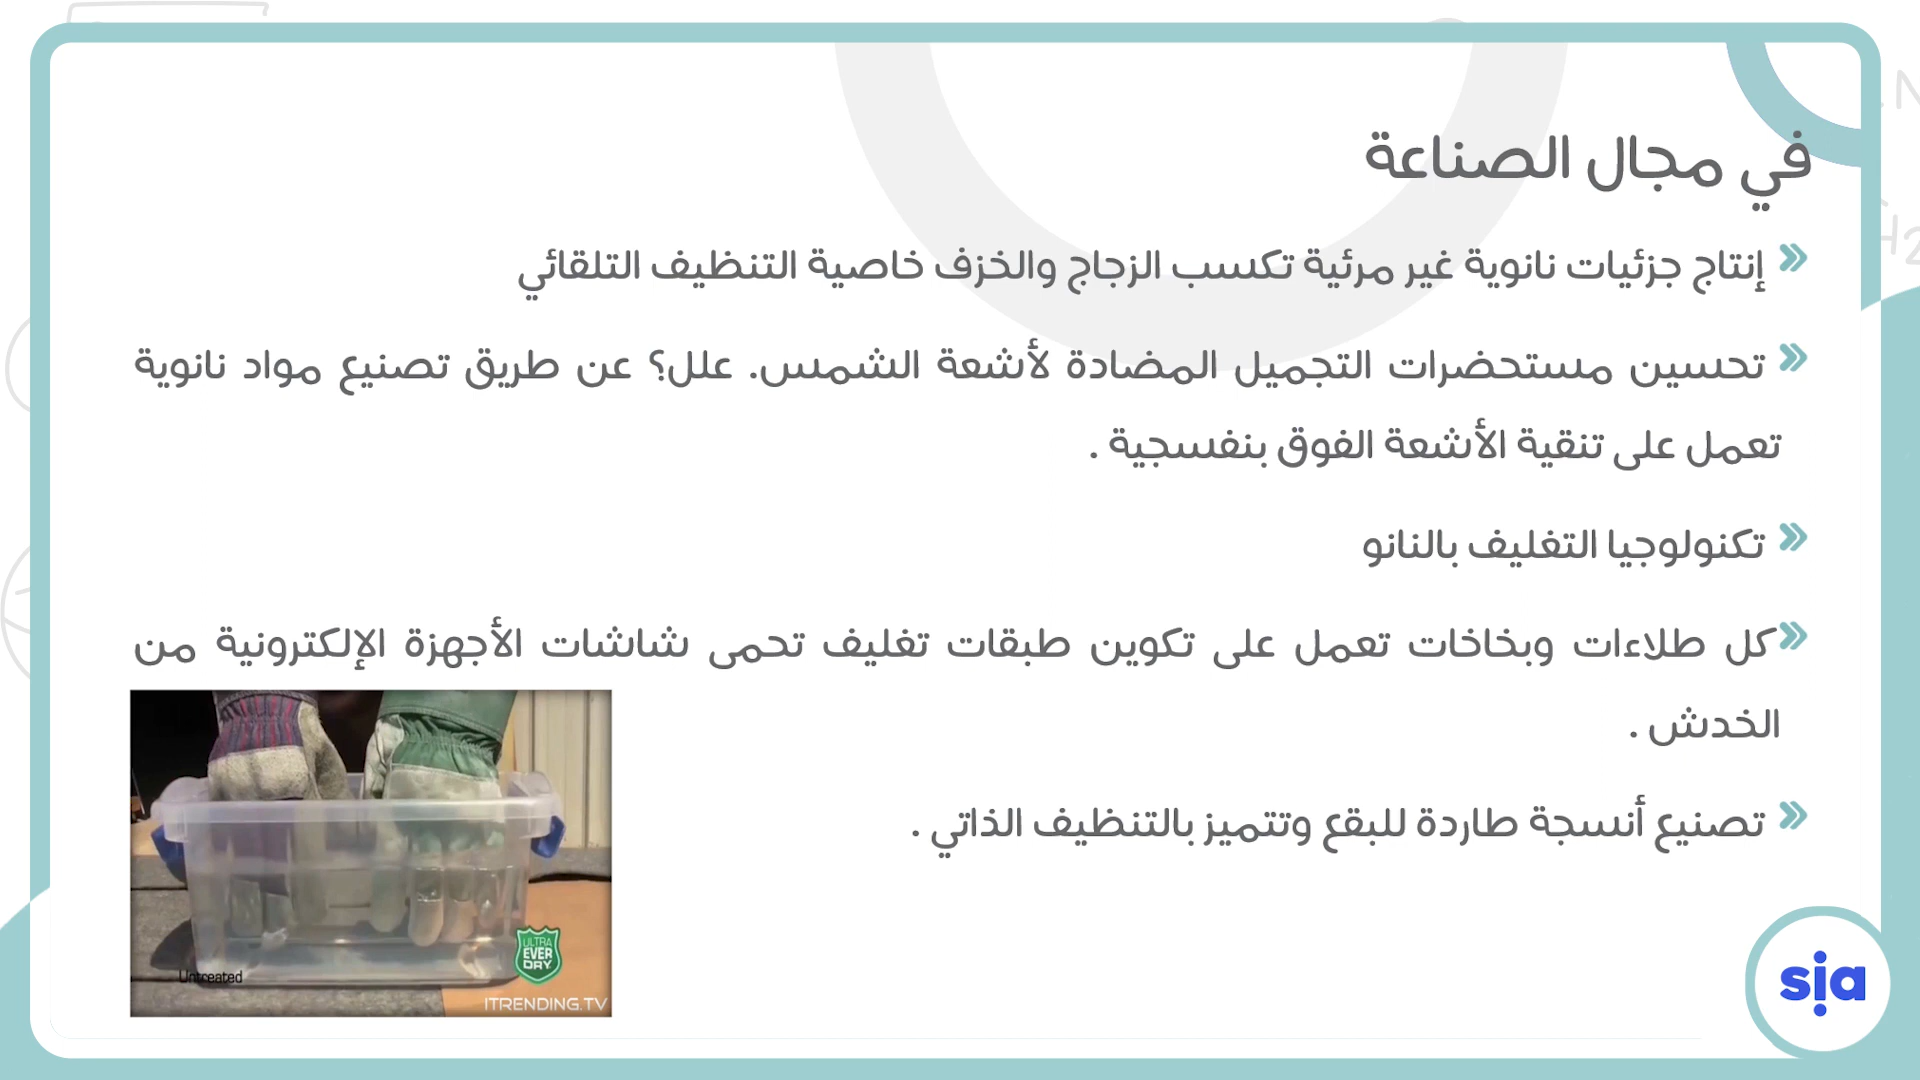 في مجال الصناعة
إنتاج جزئيات نانوية غير مرئية تكسب الزجاج والخزف خاصية التنظيف التلقائي
تحسين مستحضرات التجميل المضادة لأشعة الشمس. علل؟ عن طريق تصنيع مواد نانوية
تعمل على تنقية الأشعة الفوق بنفسجية .
تكنولوجيا التغليف بالنانو
كل طلاءات وبخاخات تعمل على تكوين طبقات تغليف تحمى شاشات الأجهزة الإلكترونية من
الخدش .
تصنيع أنسجة طاردة للبقع وتتميز بالتنظيف الذاتي .
ULTRA
EVER
DRY
Untreated
ITRENDING.TV
sia